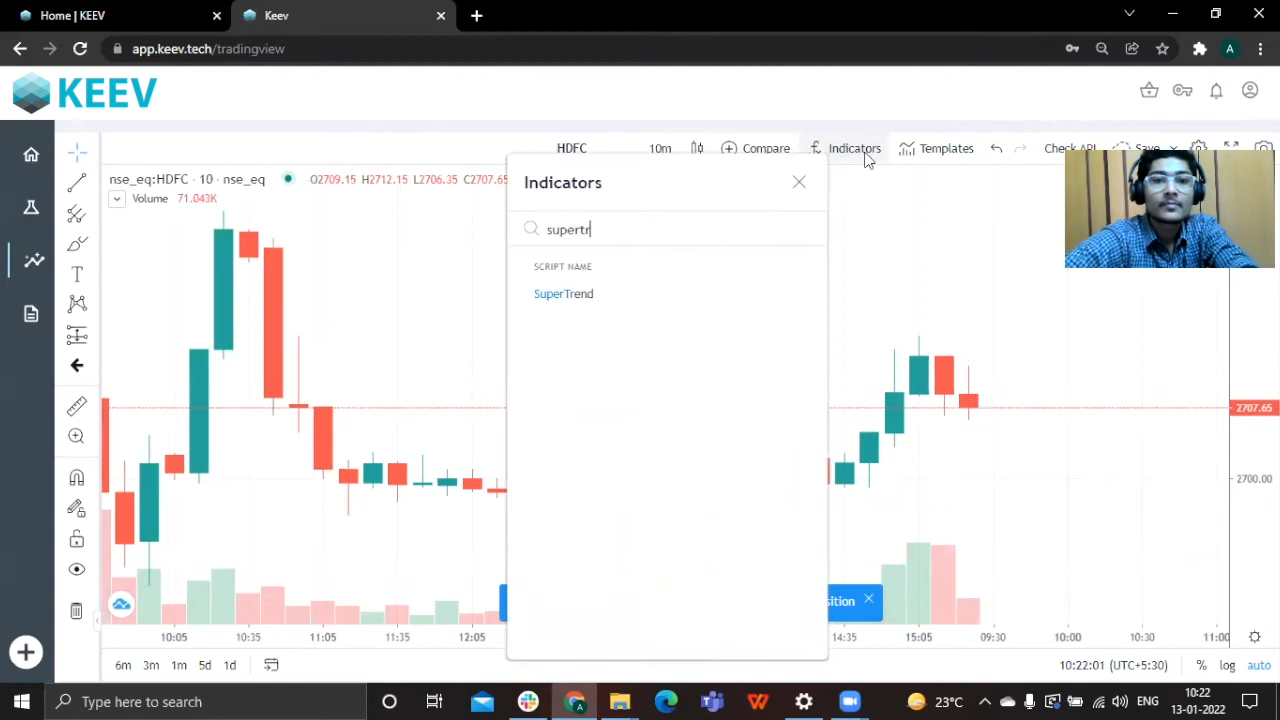 Home | KEEV
Keev
app.keev.tech/tradingview
A
KEEV
HDFC
10m
Compare
Indicators
Templates
Check API
Save
nse_eq:HDFC · 10 · nse_eq
O2709.15 H2712.15 L2706.35 C2707.65
Volume 71.043K
Indicators
supertr
SCRIPT NAME
SuperTrend
2707.65
2700.00
sition
10:05
10:35
11:05
11:35
12:05
14:35
15:05
09:30
10:00
10:30
11:00
6m 3m 1m 5d 1d
10:22:01 (UTC+5:30)
% log auto
Type here to search
23°C
ENG
10:22
13-01-2022